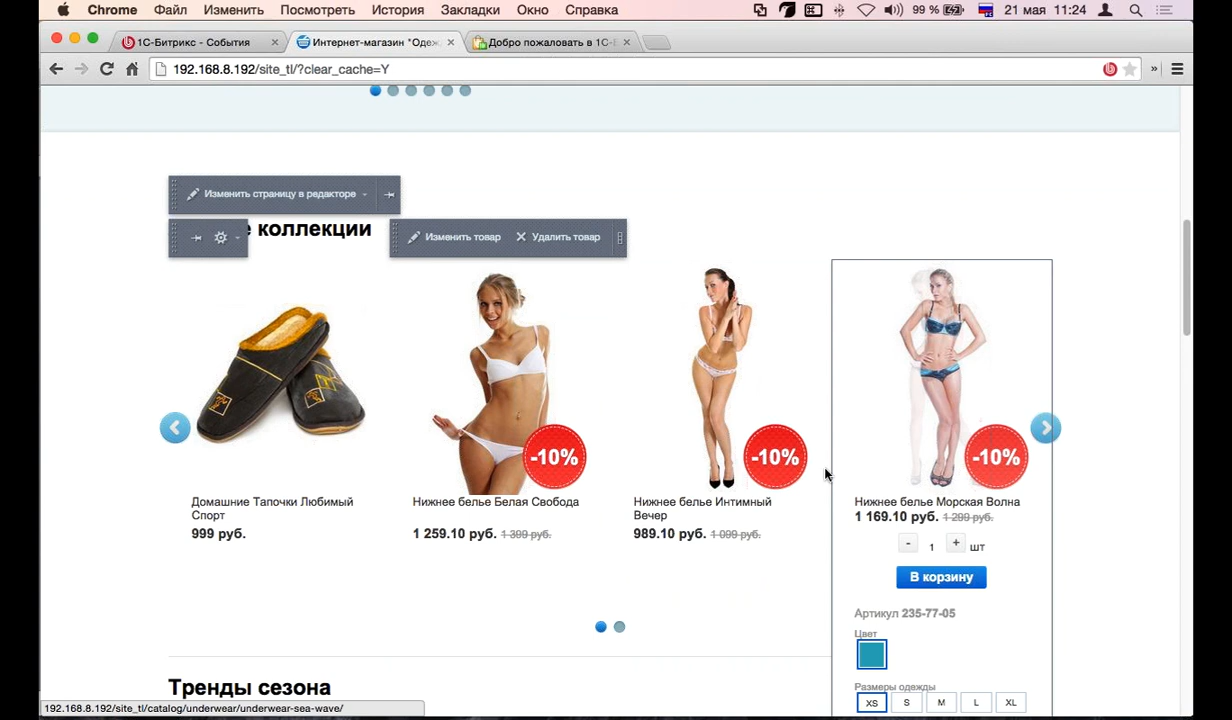 Chrome Файл Изменить Посмотреть История Закладки Окно Справка 99 % 21 мая 11:24
1С-Битрикс - События
Интернет-магазин "Одеж
Добро пожаловать в 1С-Б
192.168.8.192/site_tl/?clear_cache=Y
Изменить страницу в редакторе
е коллекции
Изменить товар Удалить товар
-10% -10% -10%
Домашние Тапочки Любимый
Спорт
999 руб.
Нижнее белье Белая Свобода
1 259.10 руб. 1 399 руб.
Нижнее белье Интимный
Вечер
989.10 руб. 1 099 руб.
Нижнее белье Морская Волна
1 169.10 руб. 1 299 руб.
- 1 + шт
В корзину
Артикул 235-77-05
Цвет
Размеры одежды
XS S M L XL
Тренды сезона
192.168.8.192/site_tl/catalog/underwear/underwear-sea-wave/